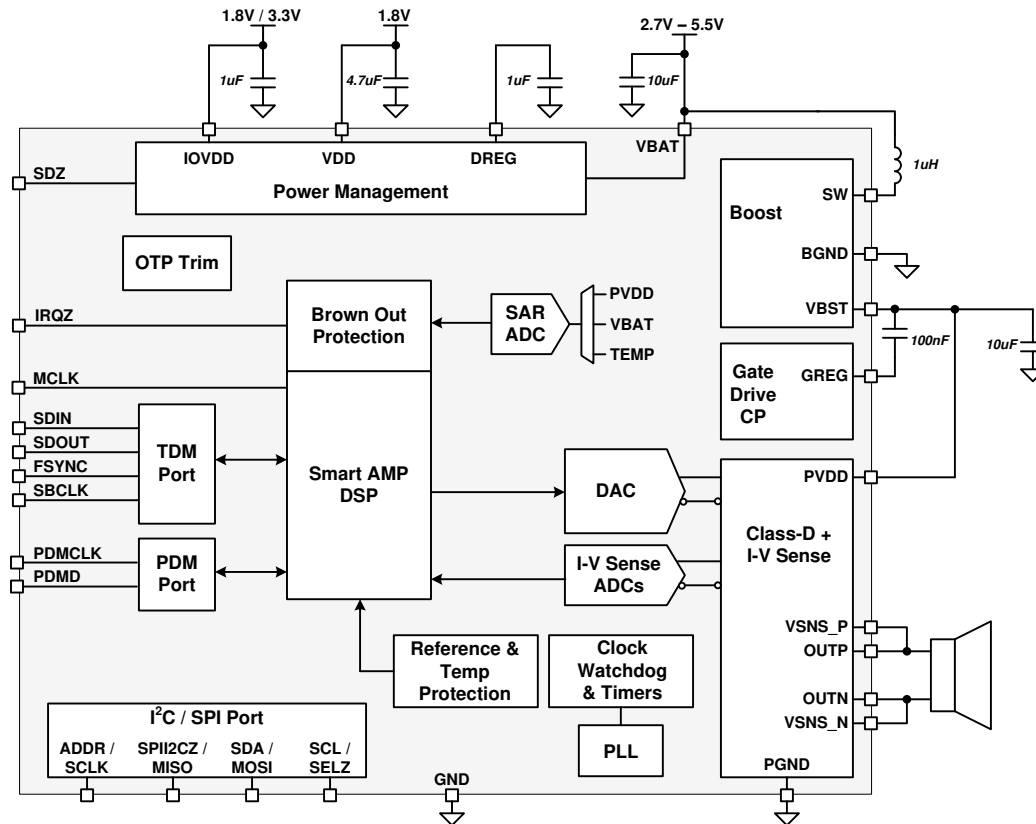 1.8V / 3.3V
1.8V
2.7V – 5.5V
1uF
4.7uF
1uF
10uF
IOVDD
VDD
DREG
VBAT
Power Management
SDZ
1uH
SW
Boost
BGND
VBST
OTP Trim
IRQZ
Brown Out
Protection
SAR
ADC
PVDD
VBAT
TEMP
100nF
10uF
MCLK
Gate
Drive
CP
GREG
SDIN
SDOUT
FSYNC
SBCLK
TDM
Port
Smart AMP
DSP
DAC
PVDD
Class-D +
I-V Sense
PDMCLK
PDMD
PDM
Port
I-V Sense
ADCs
VSNS_P
OUTP
OUTN
VSNS_N
Reference &
Temp
Protection
Clock
Watchdog
& Timers
PLL
I²C / SPI Port
ADDR /
SCLK
SPII2CZ /
MISO
SDA /
MOSI
SCL /
SELZ
GND
PGND